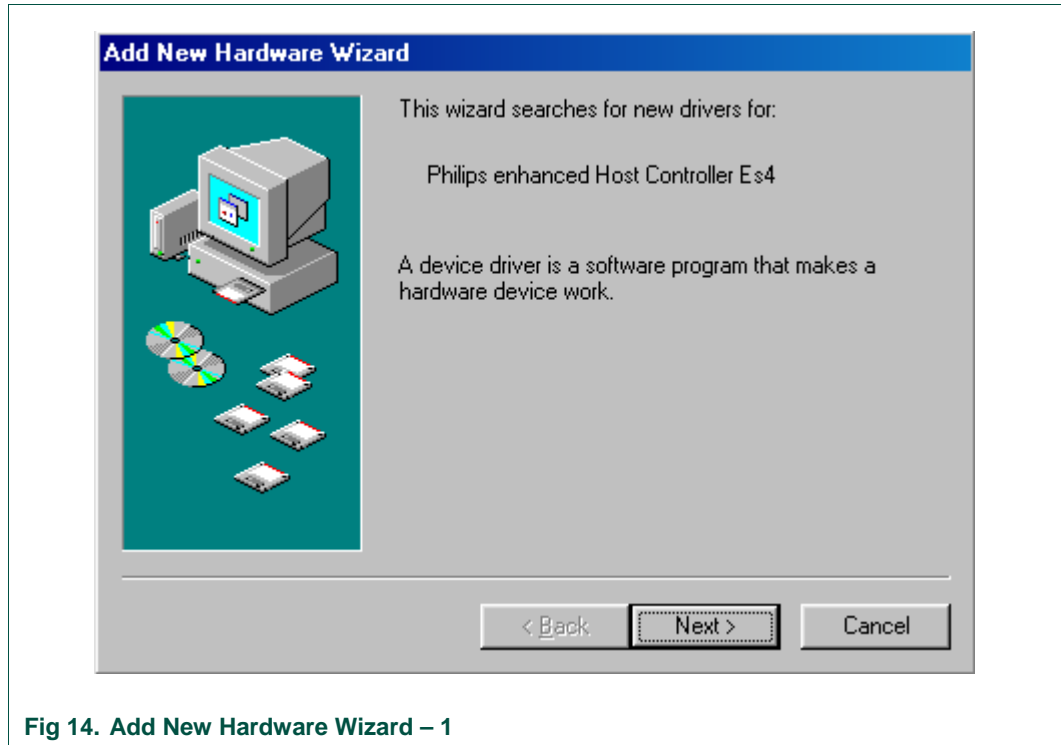 Add New Hardware Wizard
This wizard searches for new drivers for:
Philips enhanced Host Controller Es4
A device driver is a software program that makes a
hardware device work.
< Back
Next >
Cancel
Fig 14. Add New Hardware Wizard – 1